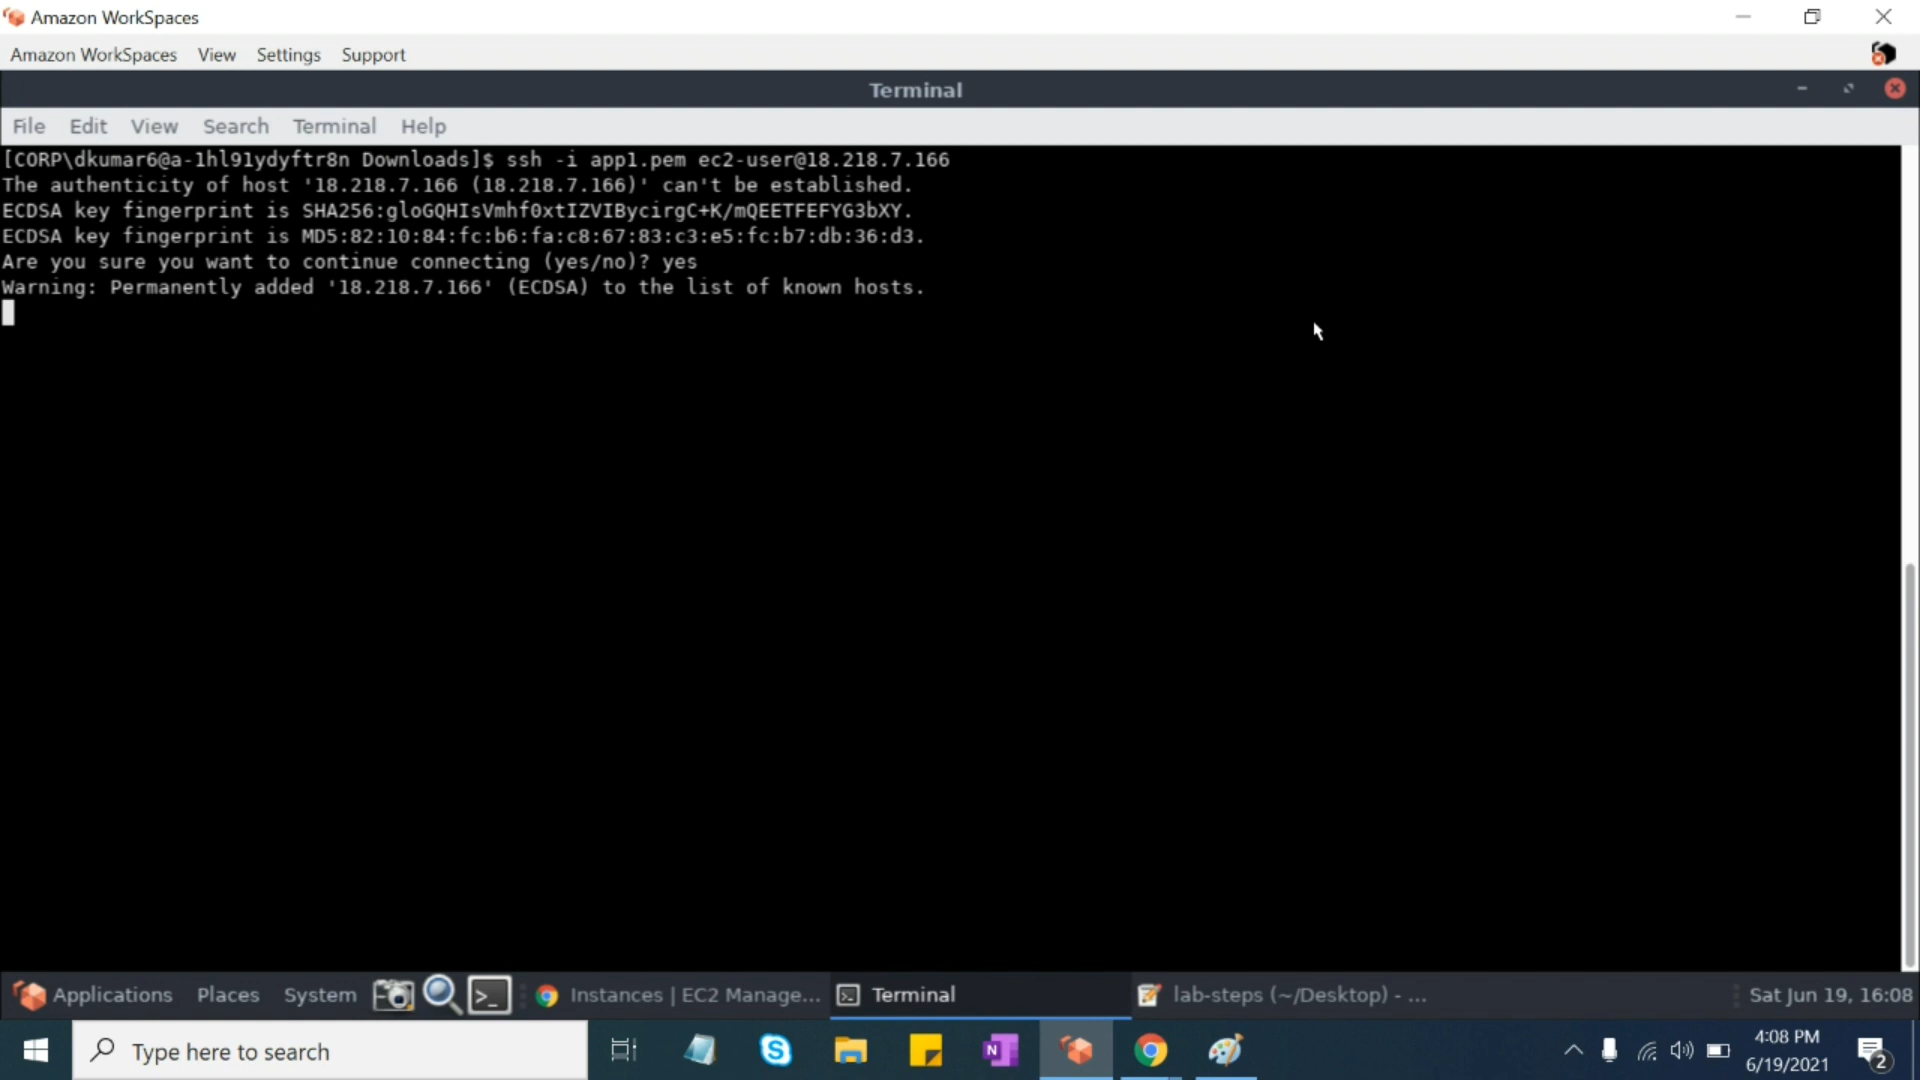 Amazon WorkSpaces
Amazon WorkSpaces View Settings Support
Terminal
File Edit View Search Terminal Help
[CORP\dkumar6@a-1hl91ydyftr8n Downloads]$ ssh -i app1.pem ec2-user@18.218.7.166
The authenticity of host '18.218.7.166 (18.218.7.166)' can't be established.
ECDSA key fingerprint is SHA256:gloGQHIsVmhf0xtIZVIBycirgC+K/mQEETFEFYG3bXY.
ECDSA key fingerprint is MD5:82:10:84:fc:b6:fa:c8:67:83:c3:e5:fc:b7:db:36:d3.
Are you sure you want to continue connecting (yes/no)? yes
Warning: Permanently added '18.218.7.166' (ECDSA) to the list of known hosts.
Applications Places System Instances | EC2 Manage... Terminal lab-steps (~/Desktop) - ... Sat Jun 19, 16:08
Type here to search
4:08 PM
6/19/2021
2